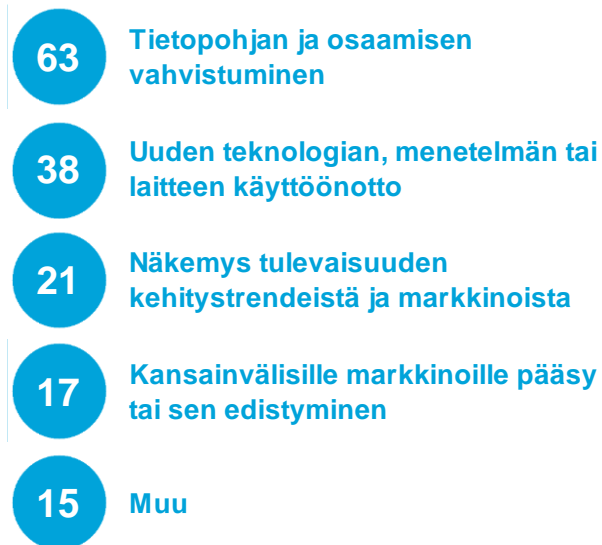 63
Tietopohjan ja osaamisen
vahvistuminen
38
Uuden teknologian, menetelmän tai
laitteen käyttöönotto
21
Näkemys tulevaisuuden
kehitystrendeistä ja markkinoista
17
Kansainvälisille markkinoille pääsy
tai sen edistyminen
15
Muu